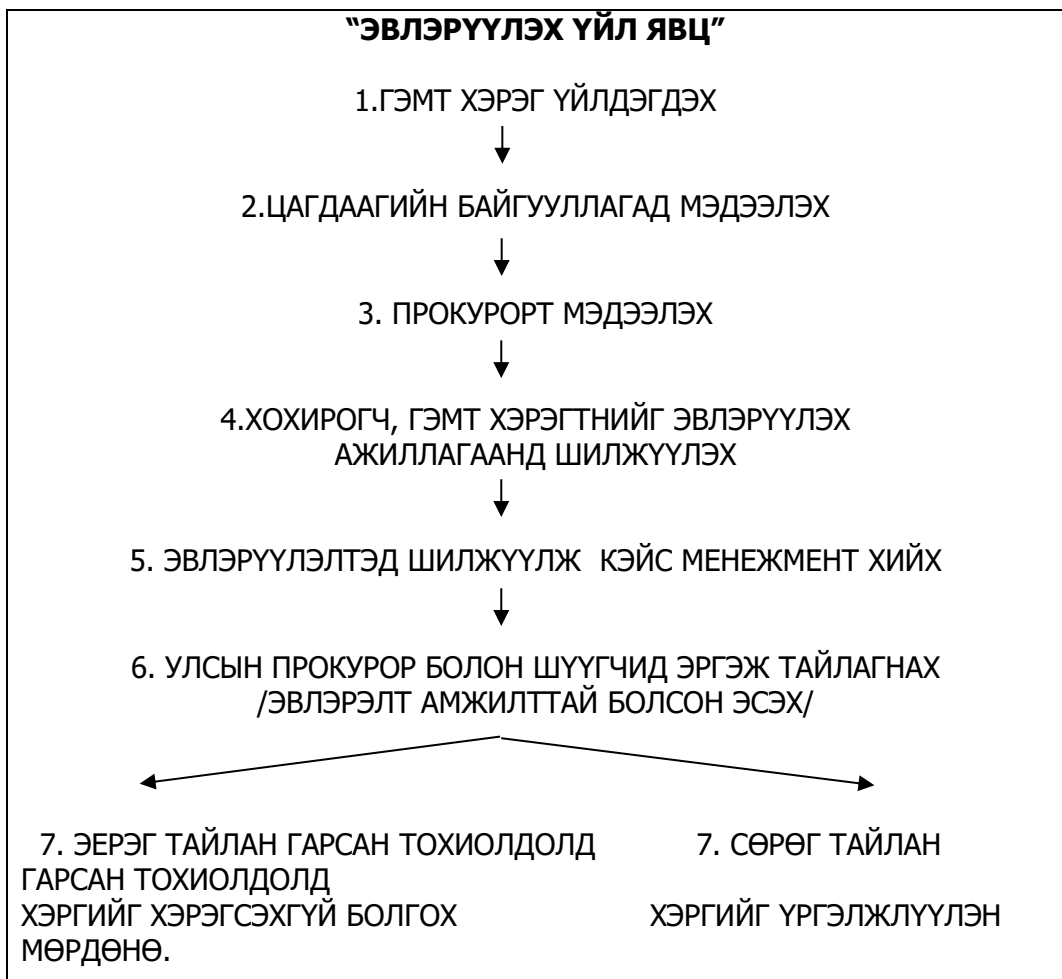 “ЭВЛЭРҮҮЛЭХ ҮЙЛ ЯВЦ”
1.ГЭМТ ХЭРЭГ ҮЙЛДЭГДЭХ
2.ЦАГДААГИЙН БАЙГУУЛЛАГАД МЭДЭЭЛЭХ
3. ПРОКУРОРТ МЭДЭЭЛЭХ
4.ХОХИРОГЧ, ГЭМТ ХЭРЭГТНИЙГ ЭВЛЭРҮҮЛЭХ
АЖИЛЛАГААНД ШИЛЖҮҮЛЭХ
5. ЭВЛЭРҮҮЛЭЛТЭД ШИЛЖҮҮЛЖ КЭЙС МЕНЕЖМЕНТ ХИЙХ
6. УЛСЫН ПРОКУРОР БОЛОН ШҮҮГЧИД ЭРГЭЖ ТАЙЛАГНАХ
/ЭВЛЭРЭЛТ АМЖИЛТТАЙ БОЛСОН ЭСЭХ/
7. ЭЕРЭГ ТАЙЛАН ГАРСАН ТОХИОЛДОЛД 7. СӨРӨГ ТАЙЛАН
ГАРСАН ТОХИОЛДОЛД
ХЭРГИЙГ ХЭРЭГСЭХГҮЙ БОЛГОХ ХЭРГИЙГ ҮРГЭЛЖЛҮҮЛЭН
МӨРДӨНӨ.